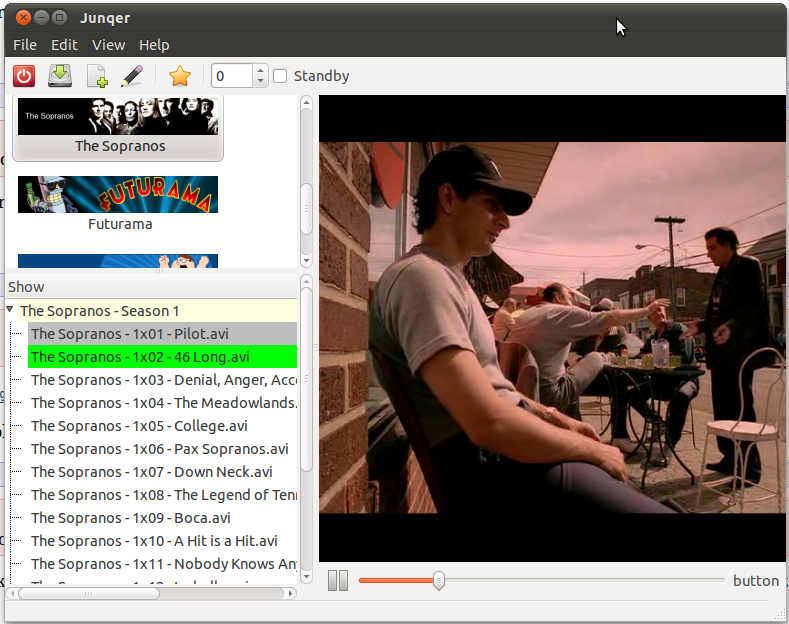 Junqer
File Edit View Help
0 Standby
The Sopranos
The Sopranos
FUTURAMA
Futurama
Show
The Sopranos - Season 1
The Sopranos - 1x01 - Pilot.avi
The Sopranos - 1x02 - 46 Long.avi
The Sopranos - 1x03 - Denial, Anger, Acc
The Sopranos - 1x04 - The Meadowlands.
The Sopranos - 1x05 - College.avi
The Sopranos - 1x06 - Pax Sopranos.avi
The Sopranos - 1x07 - Down Neck.avi
The Sopranos - 1x08 - The Legend of Ten
The Sopranos - 1x09 - Boca.avi
The Sopranos - 1x10 - A Hit is a Hit.avi
The Sopranos - 1x11 - Nobody Knows An
button